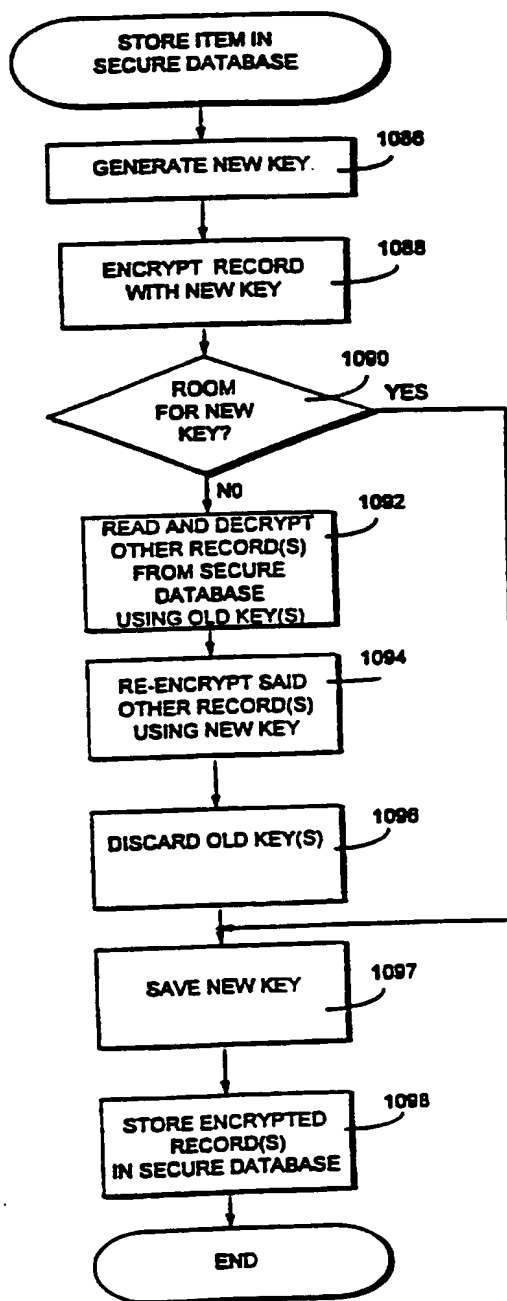 STORE ITEM IN
SECURE DATABASE
1086
GENERATE NEW KEY.
1088
ENCRYPT RECORD
WITH NEW KEY
1090
ROOM
FOR NEW
KEY?
YES
NO
1092
READ AND DECRYPT
OTHER RECORD(S)
FROM SECURE
DATABASE
USING OLD KEY(S)
1094
RE-ENCRYPT SAID
OTHER RECORD(S)
USING NEW KEY
1096
DISCARD OLD KEY(S)
SAVE NEW KEY
1097
1098
STORE ENCRYPTED
RECORD(S)
IN SECURE DATABASE
END